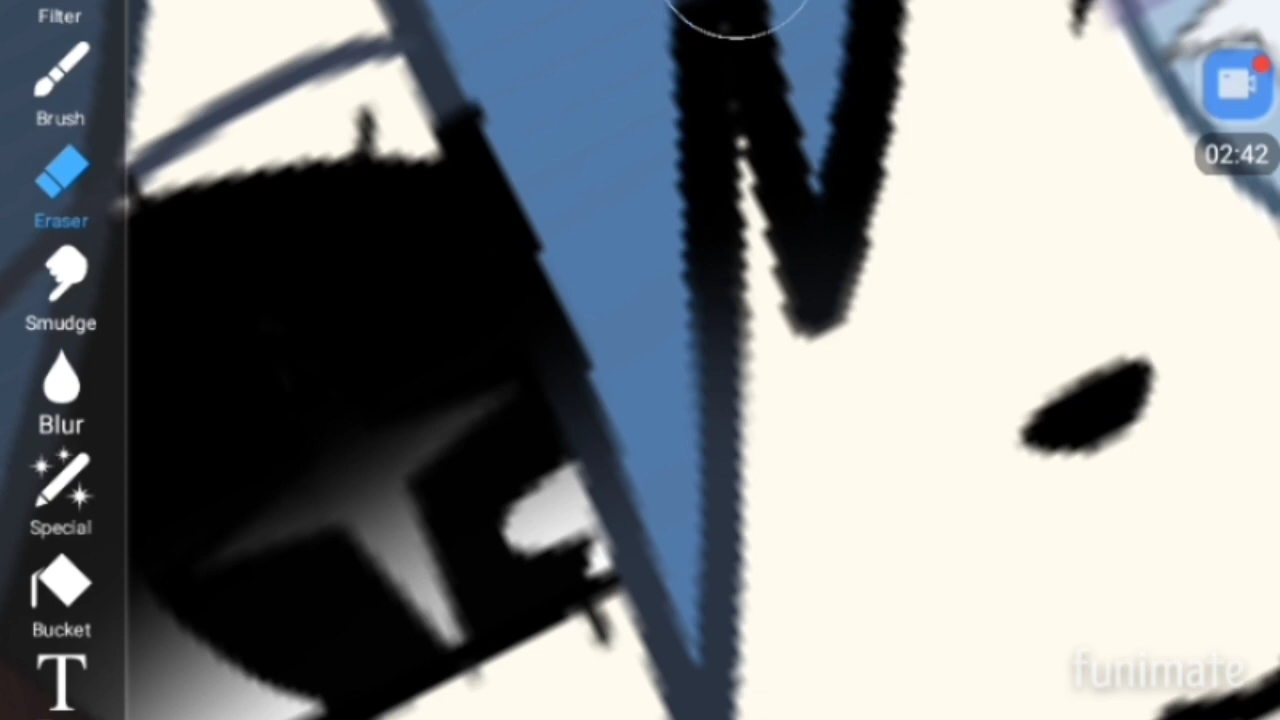 Filter
Brush
Eraser
Smudge
Blur
Special
Bucket
T
02:42
funimate